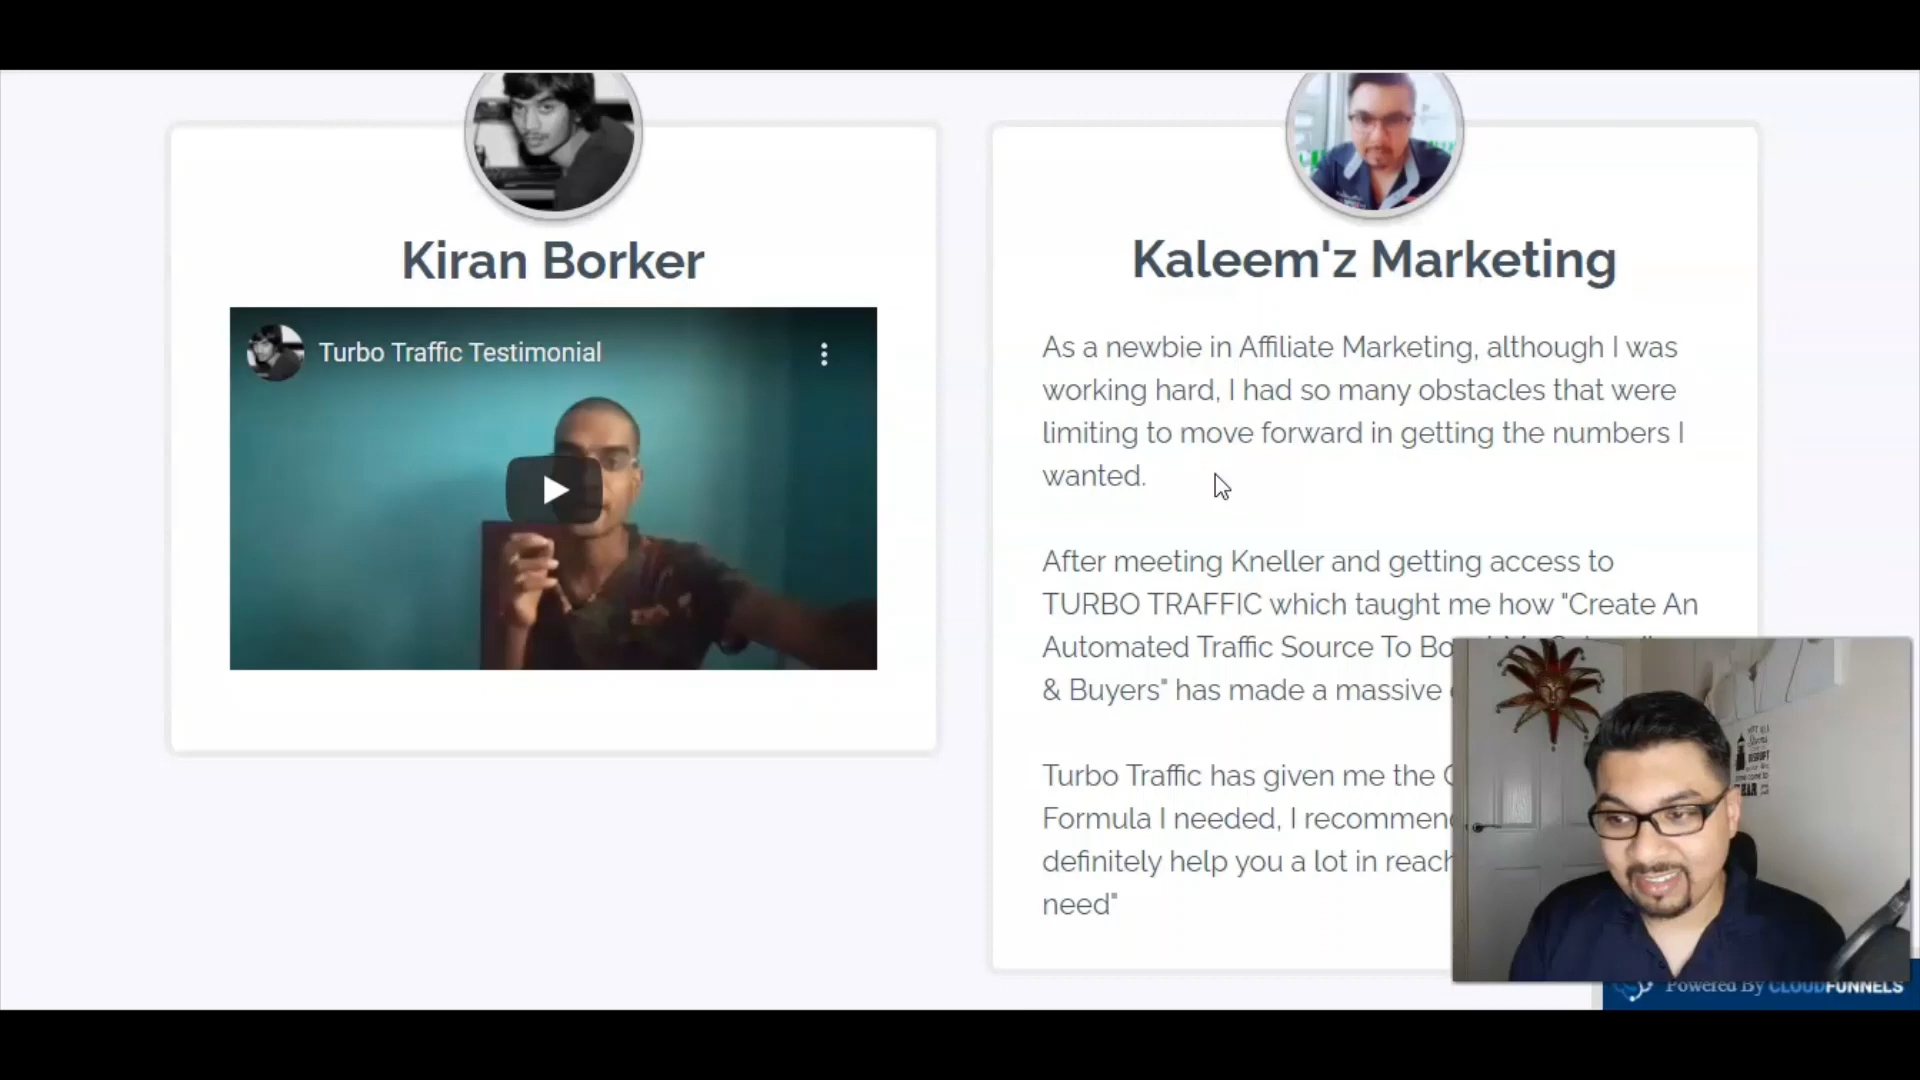 Kiran Borker
Turbo Traffic Testimonial
Kaleem'z Marketing
As a newbie in Affiliate Marketing, although I was
working hard, I had so many obstacles that were
limiting to move forward in getting the numbers I
wanted.
After meeting Kneller and getting access to
TURBO TRAFFIC which taught me how "Create An
Automated Traffic Source To
& Buyers" has made a massive
Turbo Traffic has given me the
Formula I needed, I recommend
definitely help you a lot in reach
need"
DISRUPT
Powered By CLOUDFUNNELS